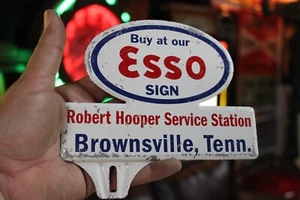 Buy at our
Esso
SIGN
Robert Hooper Service Station
Brownsville, Tenn.